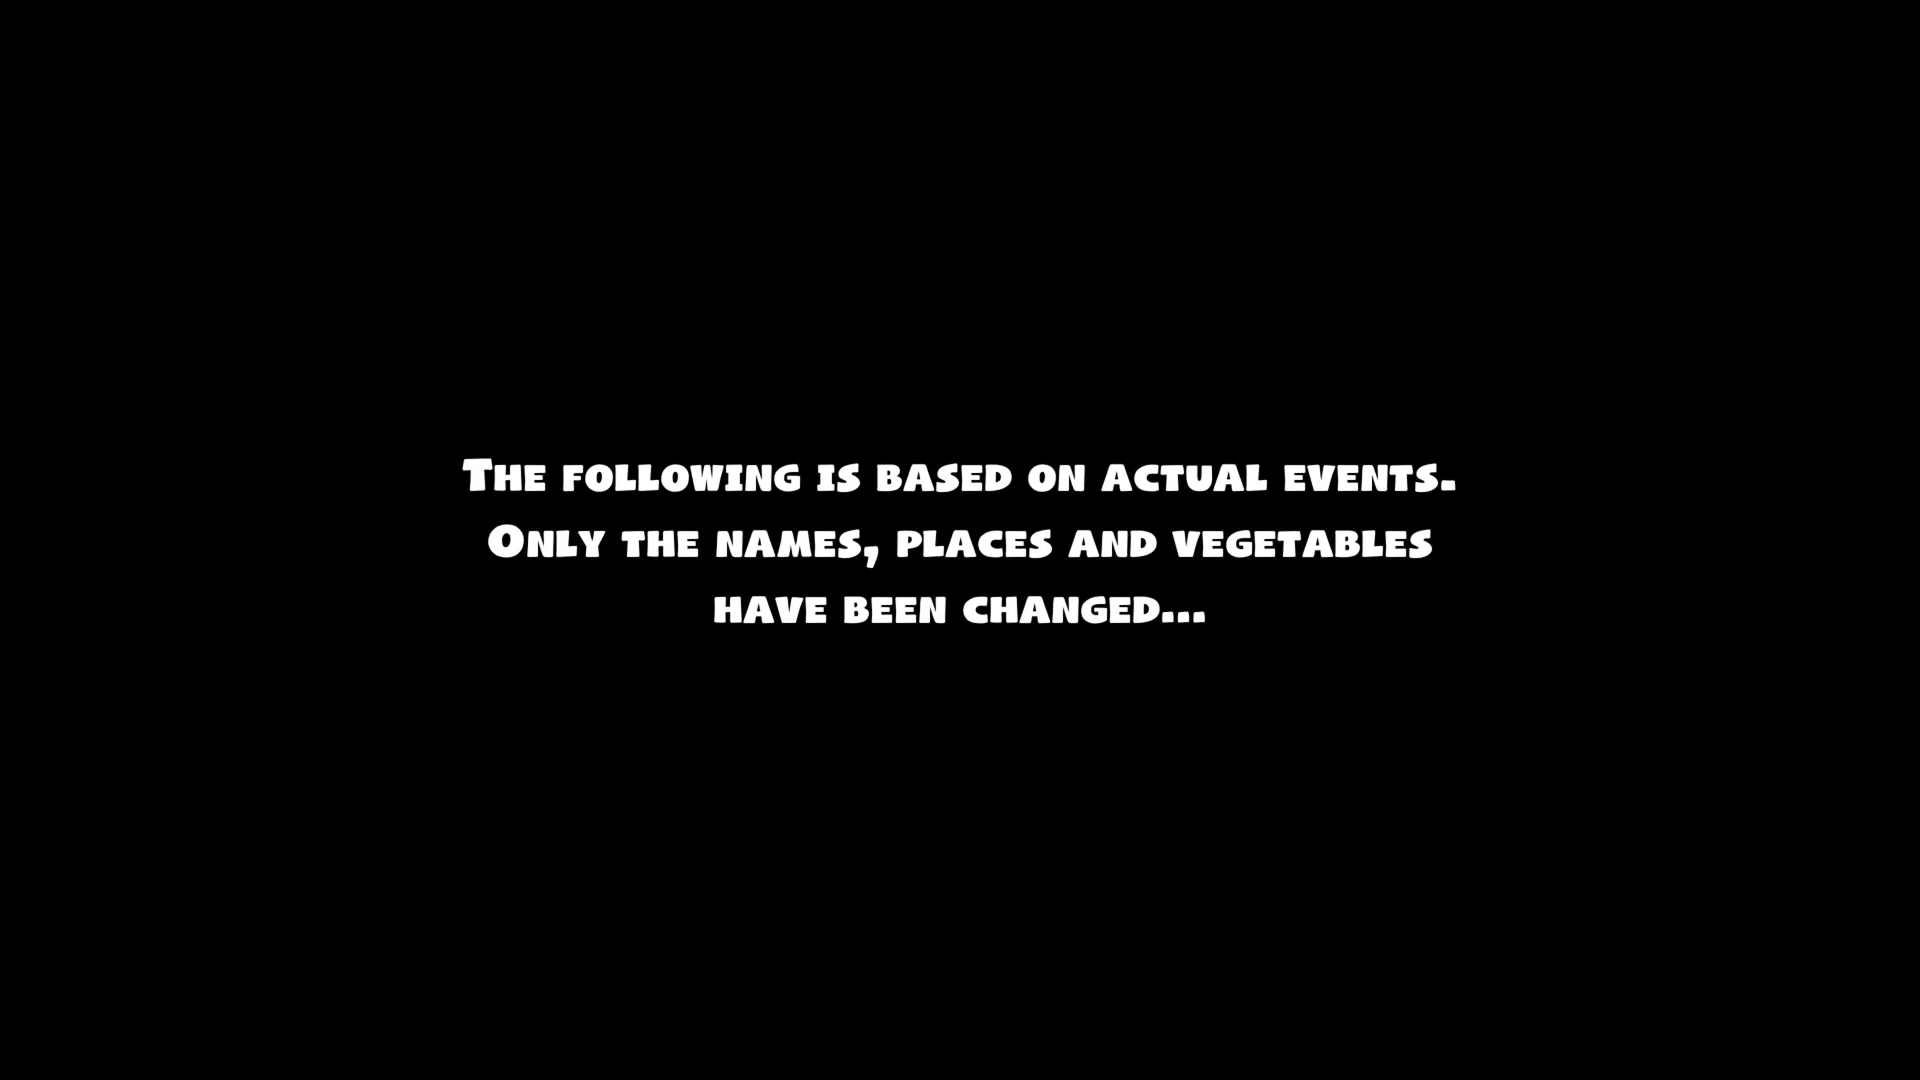 The following is based on actual events.
Only the names, places and vegetables
have been changed...